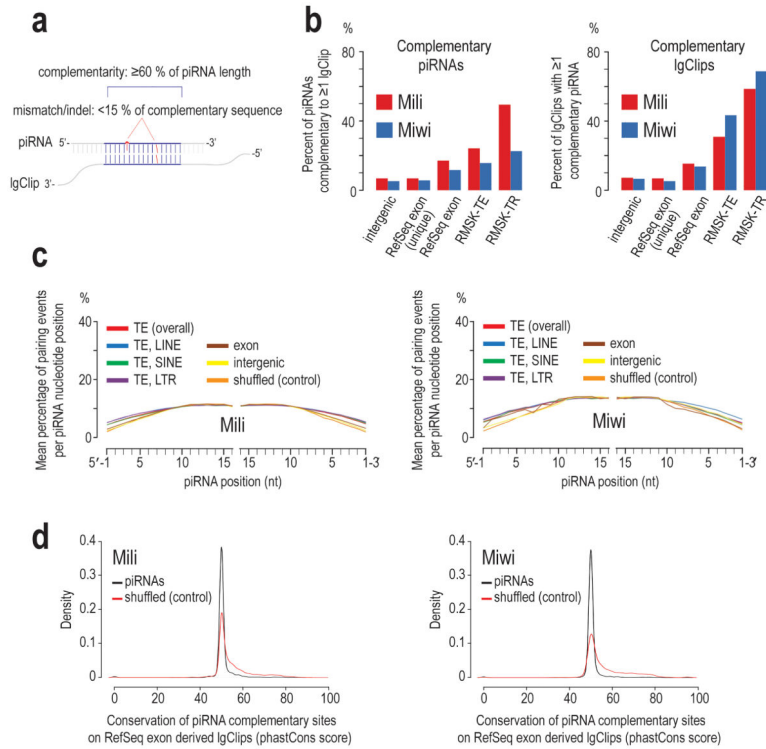 a
complementarity: ≥60 % of piRNA length
mismatch/indel: <15 % of complementary sequence
piRNA 5'- -3'
-5'
lgClip 3'-
b
%
Complementary
piRNAs
Percent of piRNAs
complementary to ≥1 lgClip
80
40
0
Mili
Miwi
intergenic
RefSeq exon
(unique)
RefSeq exon
RMSK-TE
RMSK-TR
%
Complementary
lgClips
Percent of lgClips with ≥1
complementary piRNA
80
40
0
Mili
Miwi
intergenic
RefSeq exon
(unique)
RefSeq exon
RMSK-TE
RMSK-TR
c
%
Mean percentage of pairing events
per piRNA nucleotide position
40
20
0
TE (overall)
TE, LINE
TE, SINE
TE, LTR
exon
intergenic
shuffled (control)
Mili
5'-1 5 10 15 15 10 5 1-3'
piRNA position (nt)
%
Mean percentage of pairing events
per piRNA nucleotide position
40
20
0
TE (overall)
TE, LINE
TE, SINE
TE, LTR
exon
intergenic
shuffled (control)
Miwi
5'-1 5 10 15 15 10 5 1-3'
piRNA position (nt)
d
Density
0.4
0.3
0.2
0.1
0
Mili
piRNAs
shuffled (control)
0 20 40 60 80 100
Conservation of piRNA complementary sites
on RefSeq exon derived lgClips (phastCons score)
Density
0.4
0.3
0.2
0.1
0
Miwi
piRNAs
shuffled (control)
0 20 40 60 80 100
Conservation of piRNA complementary sites
on RefSeq exon derived lgClips (phastCons score)